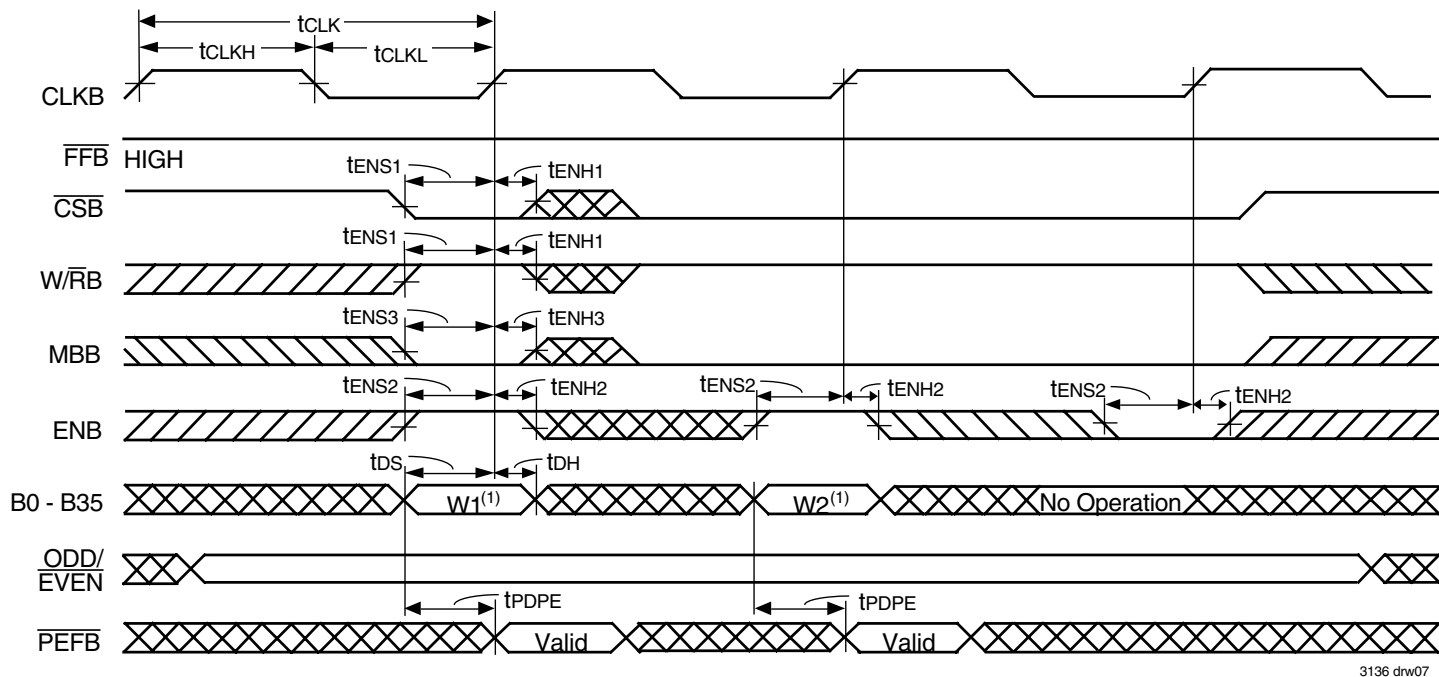 tCLK
tCLKH tCLKL
CLKB
FFB HIGH
tENS1 tENH1
CSB
tENS1 tENH1
W/RB
tENS3 tENH3
MBB
tENS2 tENH2 tENS2 tENH2 tENS2 tENH2
ENB
tDS tDH
B0 - B35 W1(1) W2(1) No Operation
ODD/
EVEN
tPDPE tPDPE
PEFB Valid Valid
3136 drw07